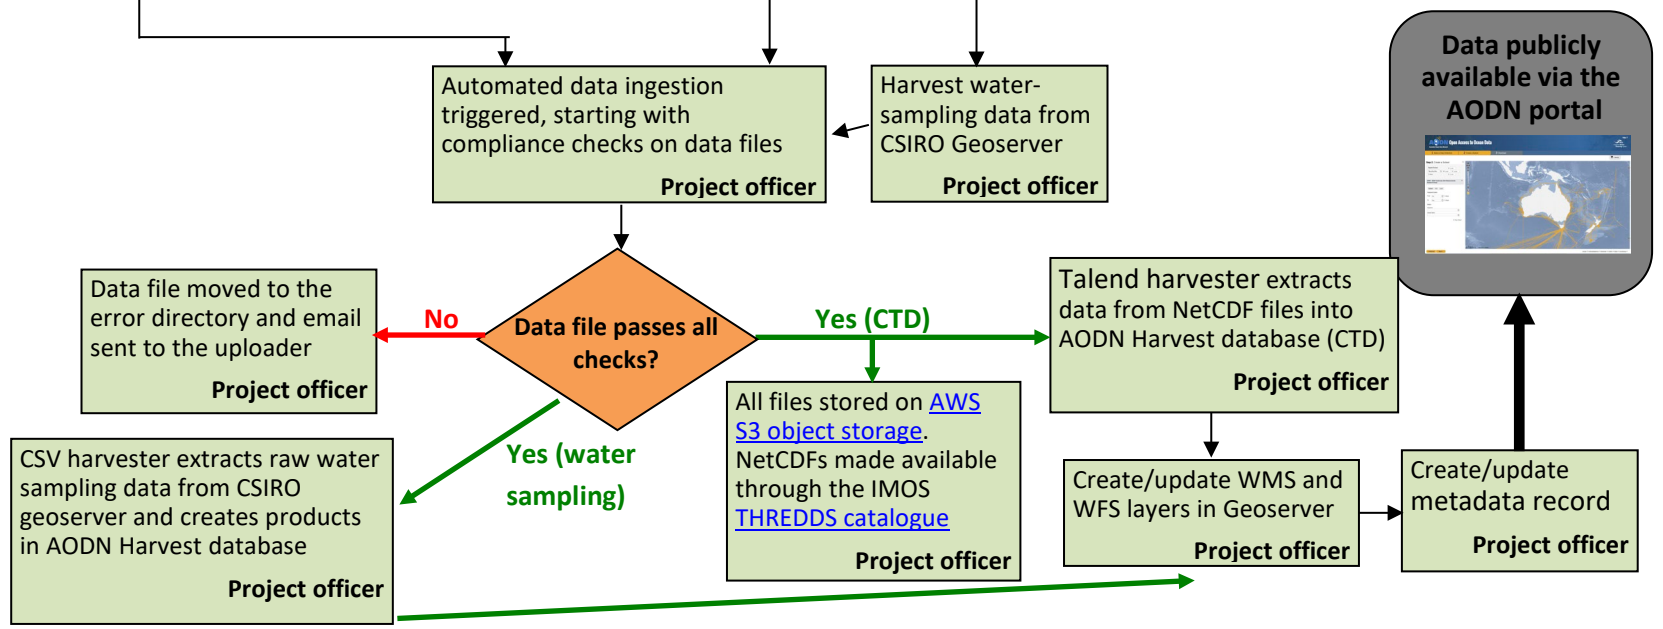 Automated data ingestion
triggered, starting with
compliance checks on data files
Project officer
Harvest water-
sampling data from
CSIRO Geoserver
Project officer
Data publicly
available via the
AODN portal
Open Access to Ocean Data
Data file moved to the
error directory and email
sent to the uploader
Project officer
No
Data file passes all
checks?
Yes (CTD)
Talend harvester extracts
data from NetCDF files into
AODN Harvest database (CTD)
Project officer
Yes (water
sampling)
CSV harvester extracts raw water
sampling data from CSIRO
geoserver and creates products
in AODN Harvest database
Project officer
All files stored on AWS
S3 object storage.
NetCDFs made available
through the IMOS
THREDDS catalogue
Project officer
Create/update WMS and
WFS layers in Geoserver
Project officer
Create/update
metadata record
Project officer